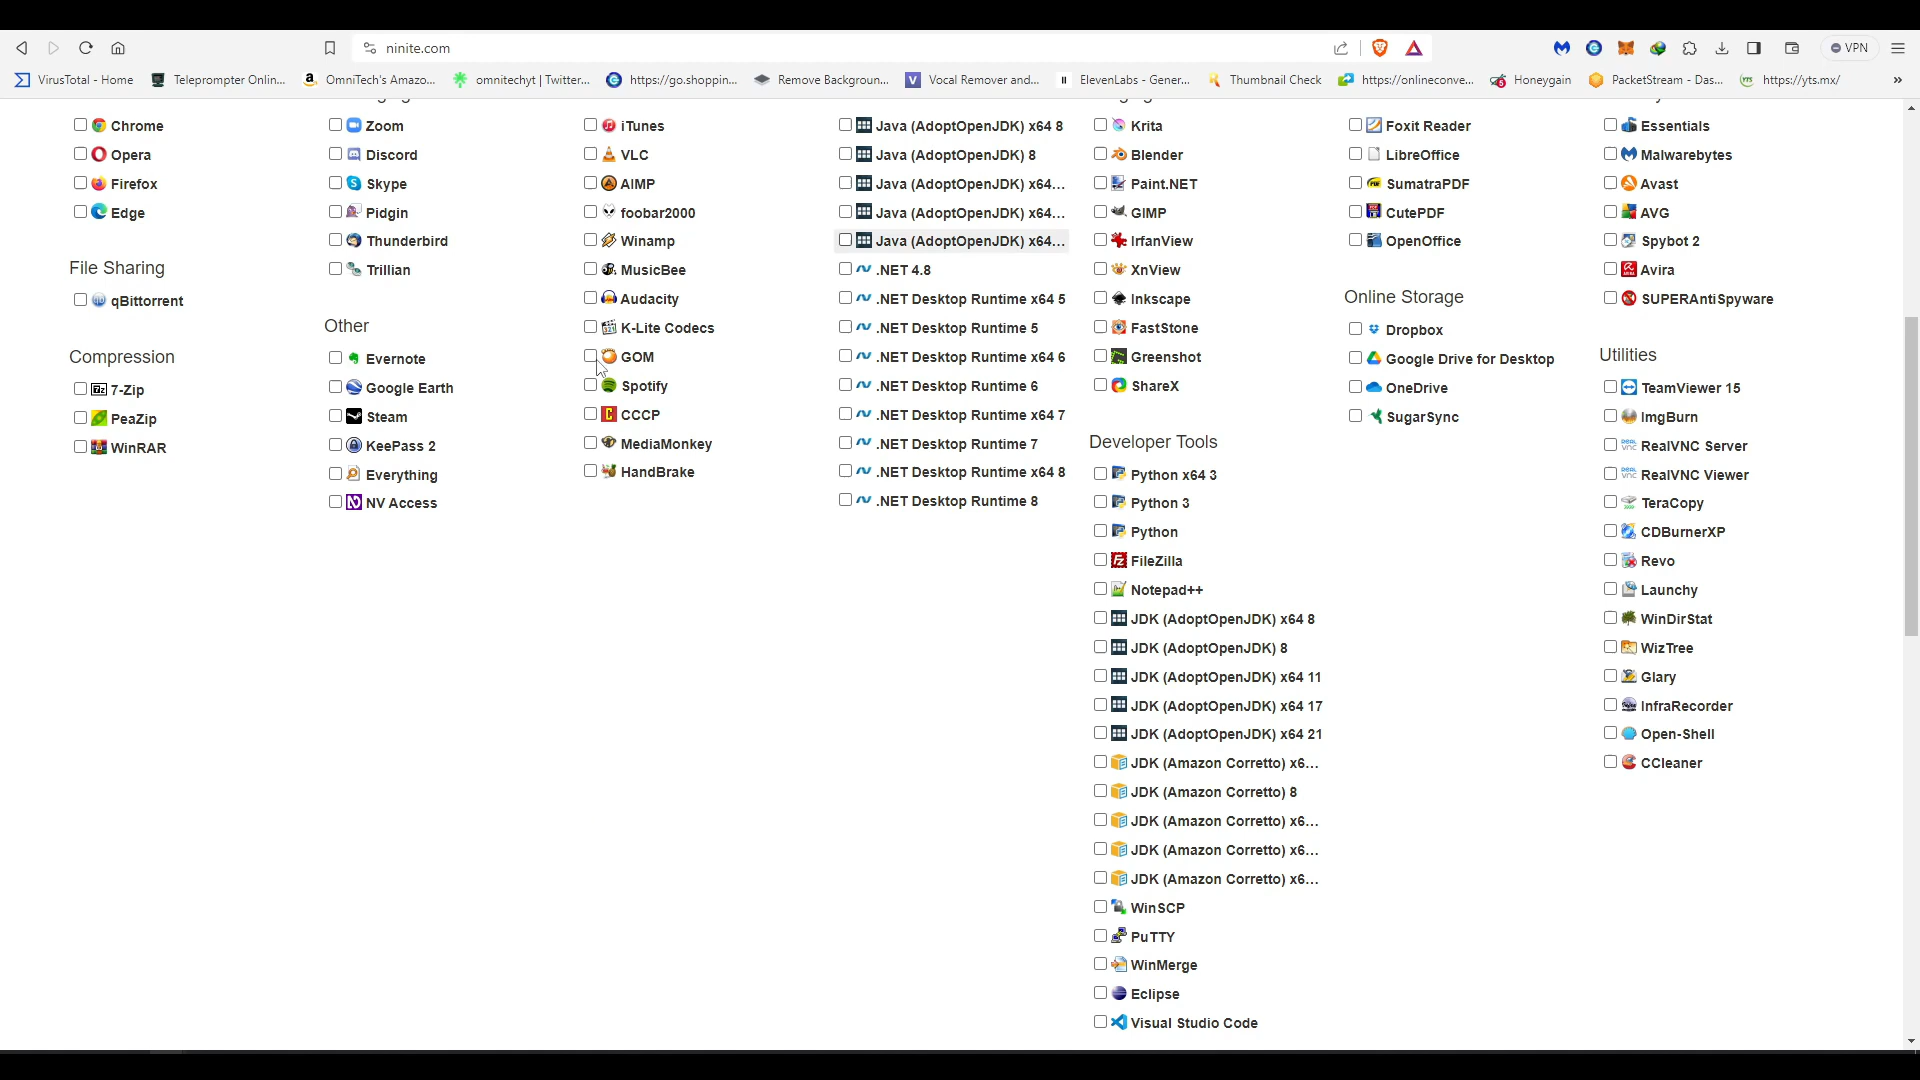 ninite.com
VPN
VirusTotal - Home
Teleprompter Onlin...
OmniTech's Amazo...
omnitechyt | Twitter...
https://go.shoppin...
Remove Backgroun...
Vocal Remover and...
ElevenLabs - Gener...
Thumbnail Check
https://onlineconve...
Honeygain
PacketStream - Das...
https://yts.mx/
»
Chrome
Opera
Firefox
Edge
File Sharing
qBittorrent
Compression
7-Zip
PeaZip
WinRAR
Zoom
Discord
Skype
Pidgin
Thunderbird
Trillian
Other
Evernote
Google Earth
Steam
KeePass 2
Everything
NV Access
iTunes
VLC
AIMP
foobar2000
Winamp
MusicBee
Audacity
K-Lite Codecs
GOM
Spotify
CCCP
MediaMonkey
HandBrake
Java (AdoptOpenJDK) x64 8
Java (AdoptOpenJDK) 8
Java (AdoptOpenJDK) x64...
Java (AdoptOpenJDK) x64...
Java (AdoptOpenJDK) x64...
.NET 4.8
.NET Desktop Runtime x64 5
.NET Desktop Runtime 5
.NET Desktop Runtime x64 6
.NET Desktop Runtime 6
.NET Desktop Runtime x64 7
.NET Desktop Runtime 7
.NET Desktop Runtime x64 8
.NET Desktop Runtime 8
Krita
Blender
Paint.NET
GIMP
IrfanView
XnView
Inkscape
FastStone
Greenshot
ShareX
Developer Tools
Python x64 3
Python 3
Python
FileZilla
Notepad++
JDK (AdoptOpenJDK) x64 8
JDK (AdoptOpenJDK) 8
JDK (AdoptOpenJDK) x64 11
JDK (AdoptOpenJDK) x64 17
JDK (AdoptOpenJDK) x64 21
JDK (Amazon Corretto) x6...
JDK (Amazon Corretto) 8
JDK (Amazon Corretto) x6...
JDK (Amazon Corretto) x6...
JDK (Amazon Corretto) x6...
WinSCP
PuTTY
WinMerge
Eclipse
Visual Studio Code
Foxit Reader
LibreOffice
SumatraPDF
CutePDF
OpenOffice
Online Storage
Dropbox
Google Drive for Desktop
OneDrive
SugarSync
Essentials
Malwarebytes
Avast
AVG
Spybot 2
Avira
SUPERAntiSpyware
Utilities
TeamViewer 15
ImgBurn
RealVNC Server
RealVNC Viewer
TeraCopy
CDBurnerXP
Revo
Launchy
WinDirStat
WizTree
Glary
InfraRecorder
Open-Shell
CCleaner